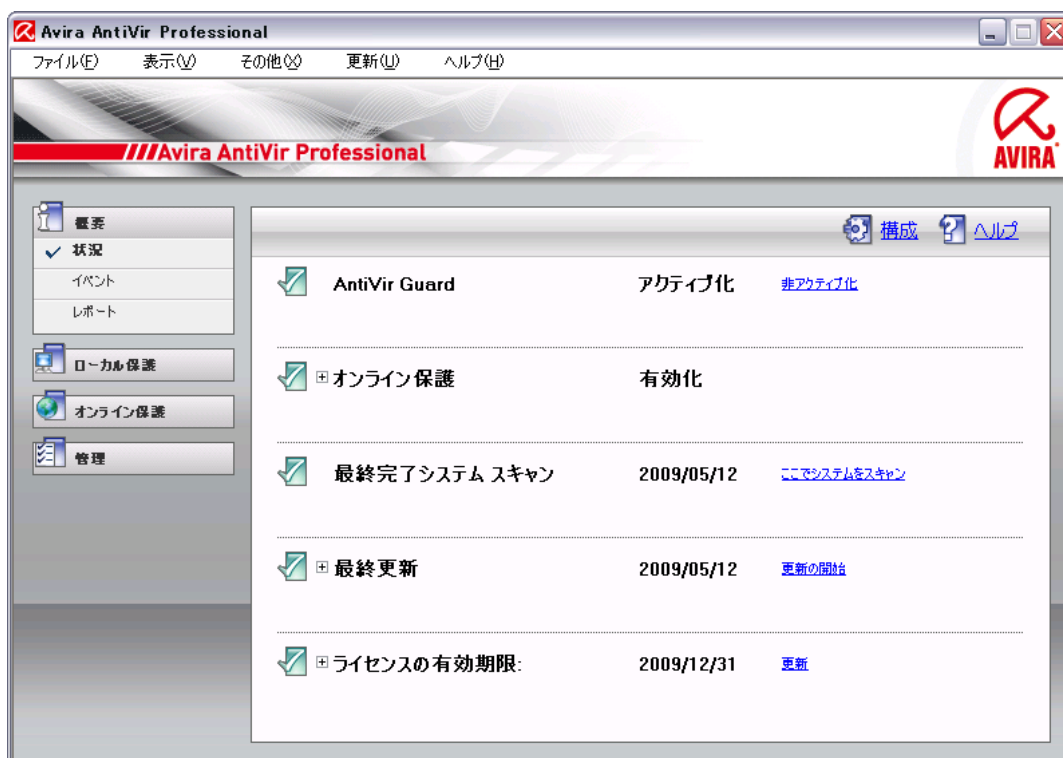 Avira AntiVir Professional
ファイル(F) 表示(V) その他(X) 更新(U) ヘルプ(H)
////Avira AntiVir Professional
AVIRA
概要
状況
イベント
レポート
ローカル保護
オンライン保護
管理
構成 ヘルプ
AntiVir Guard アクティブ化 非アクティブ化
オンライン保護 有効化
最終完了システム スキャン 2009/05/12 ここでシステムをスキャン
最終更新 2009/05/12 更新の開始
ライセンスの有効期限: 2009/12/31 更新